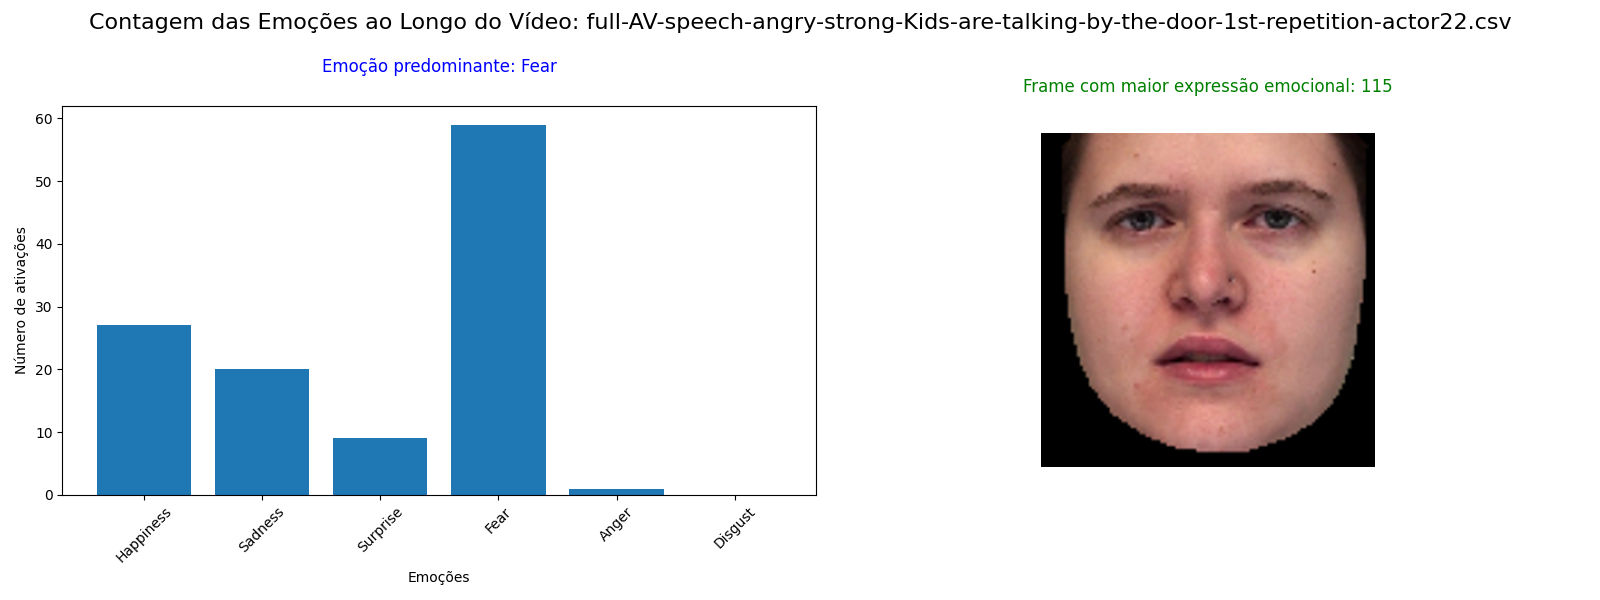 Contagem das Emoções ao Longo do Vídeo: full-AV-speech-angry-strong-Kids-are-talking-by-the-door-1st-repetition-actor22.csv
Emoção predominante: Fear
Número de ativações
60
50
40
30
20
10
0
Happiness
Sadness
Surprise
Fear
Anger
Disgust
Emoções
Frame com maior expressão emocional: 115